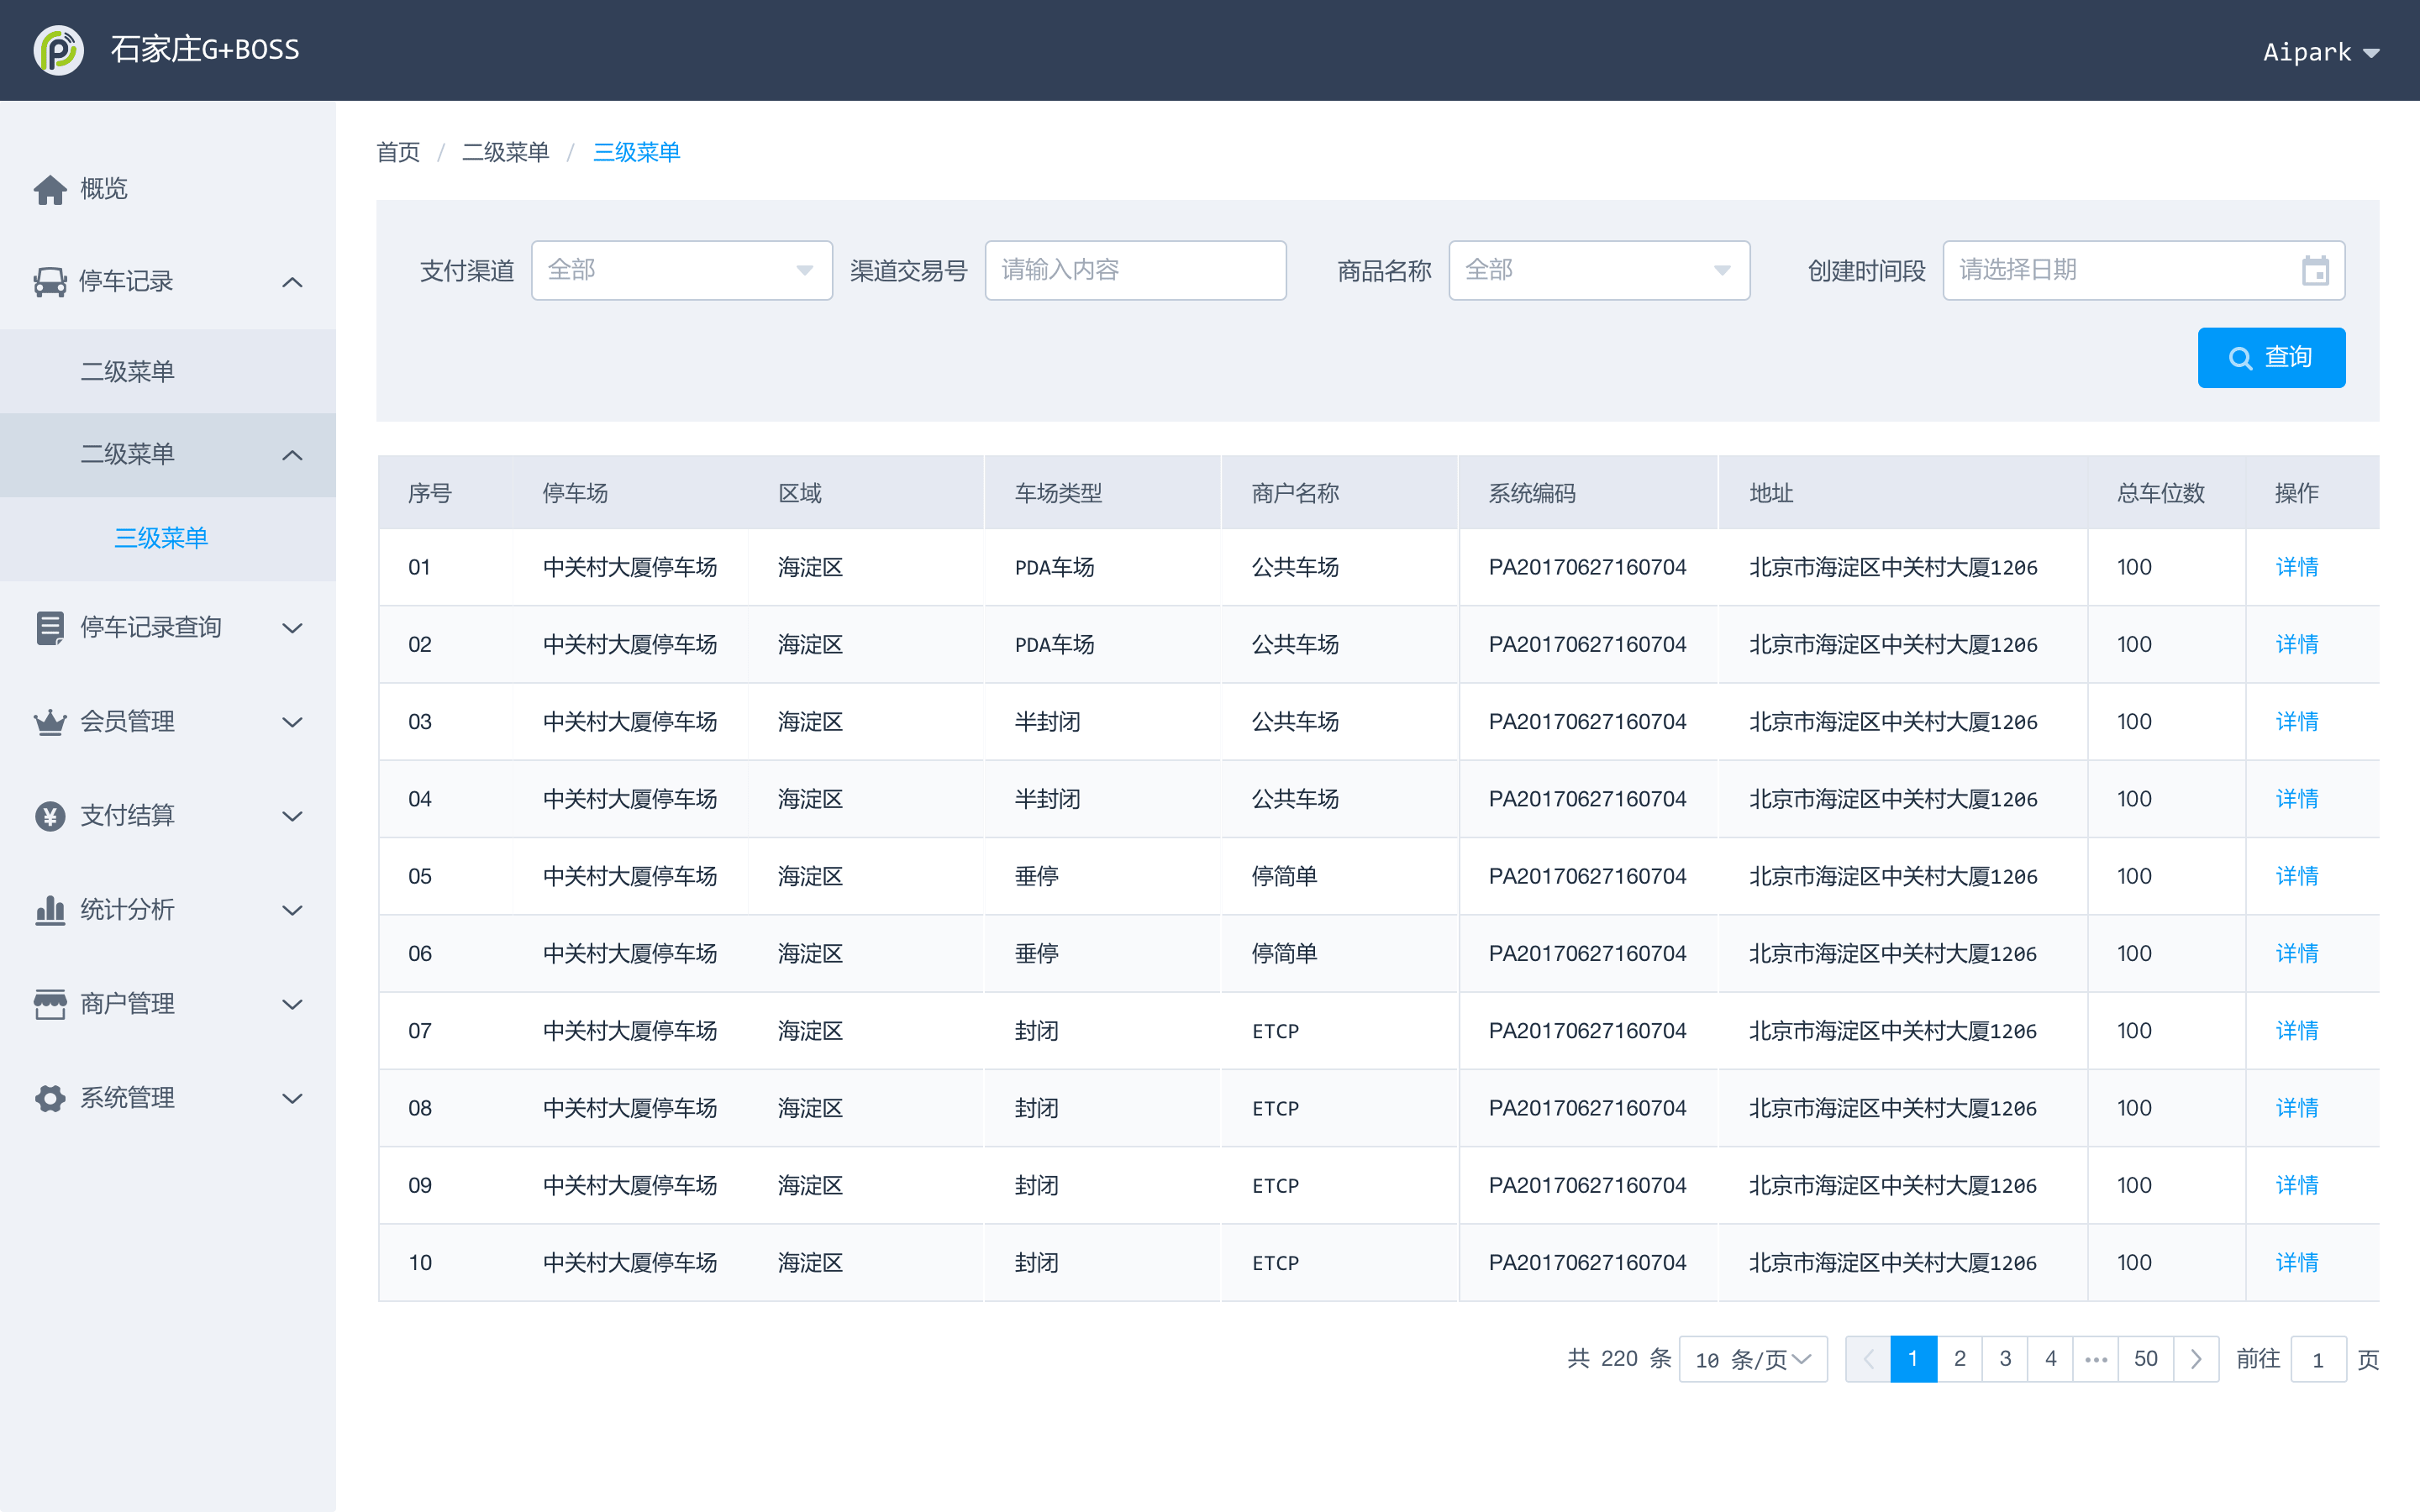 石家庄G+BOSS
Aipark
概览
停车记录
二级菜单
二级菜单
三级菜单
停车记录查询
会员管理
支付结算
统计分析
商户管理
系统管理
首页 / 二级菜单 / 三级菜单
支付渠道 全部 渠道交易号 请输入内容 商品名称 全部 创建时间段 请选择日期
查询
序号 停车场 区域 车场类型 商户名称 系统编码 地址 总车位数 操作
01 中关村大厦停车场 海淀区 PDA车场 公共车场 PA20170627160704 北京市海淀区中关村大厦1206 100 详情
02 中关村大厦停车场 海淀区 PDA车场 公共车场 PA20170627160704 北京市海淀区中关村大厦1206 100 详情
03 中关村大厦停车场 海淀区 半封闭 公共车场 PA20170627160704 北京市海淀区中关村大厦1206 100 详情
04 中关村大厦停车场 海淀区 半封闭 公共车场 PA20170627160704 北京市海淀区中关村大厦1206 100 详情
05 中关村大厦停车场 海淀区 垂停 停简单 PA20170627160704 北京市海淀区中关村大厦1206 100 详情
06 中关村大厦停车场 海淀区 垂停 停简单 PA20170627160704 北京市海淀区中关村大厦1206 100 详情
07 中关村大厦停车场 海淀区 封闭 ETCP PA20170627160704 北京市海淀区中关村大厦1206 100 详情
08 中关村大厦停车场 海淀区 封闭 ETCP PA20170627160704 北京市海淀区中关村大厦1206 100 详情
09 中关村大厦停车场 海淀区 封闭 ETCP PA20170627160704 北京市海淀区中关村大厦1206 100 详情
10 中关村大厦停车场 海淀区 封闭 ETCP PA20170627160704 北京市海淀区中关村大厦1206 100 详情
共 220 条 10 条/页 1 2 3 4 ••• 50 前往 1 页